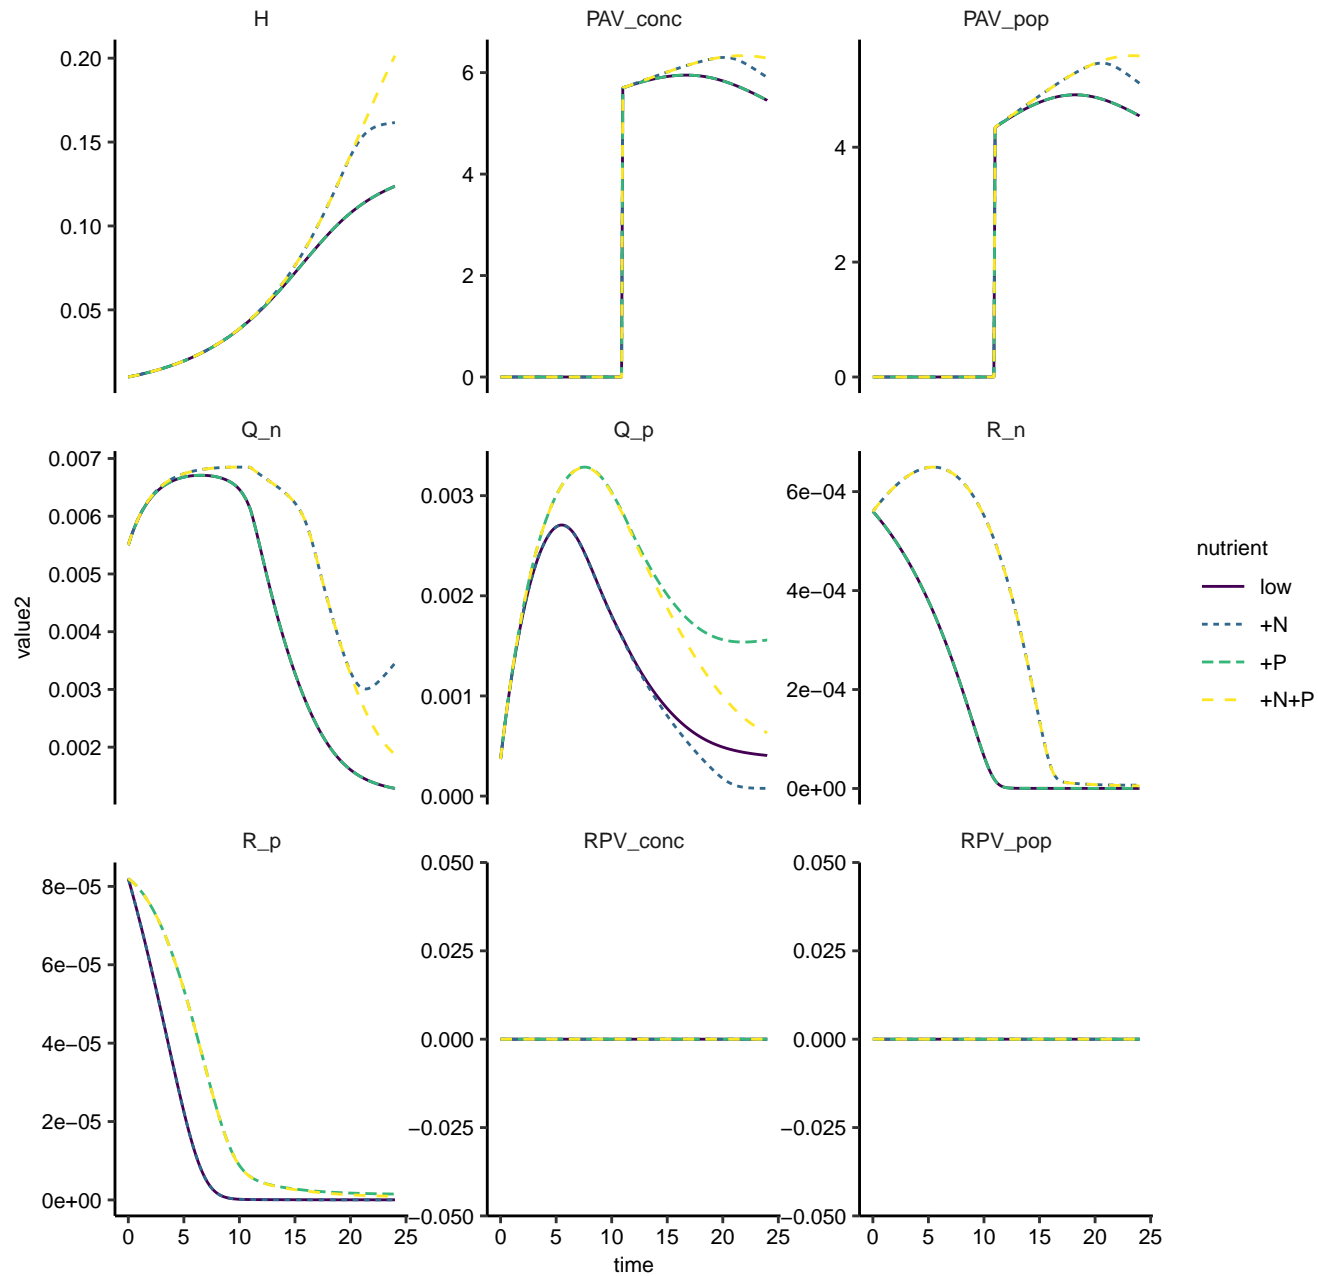 H
PAV_conc
PAV_pop
0.20
0.15
0.10
0.05
6
4
2
0
4
2
0
Q_n
Q_p
R_n
0.007
0.006
0.005
0.004
0.003
0.002
0.003
0.002
0.001
0.000
6e−04
4e−04
2e−04
0e+00
value2
nutrient
low
+N
+P
+N+P
R_p
RPV_conc
RPV_pop
8e−05
6e−05
4e−05
2e−05
0e+00
0.050
0.025
0.000
−0.025
−0.050
0.050
0.025
0.000
−0.025
−0.050
0 5 10 15 20 25
0 5 10 15 20 25
0 5 10 15 20 25
time